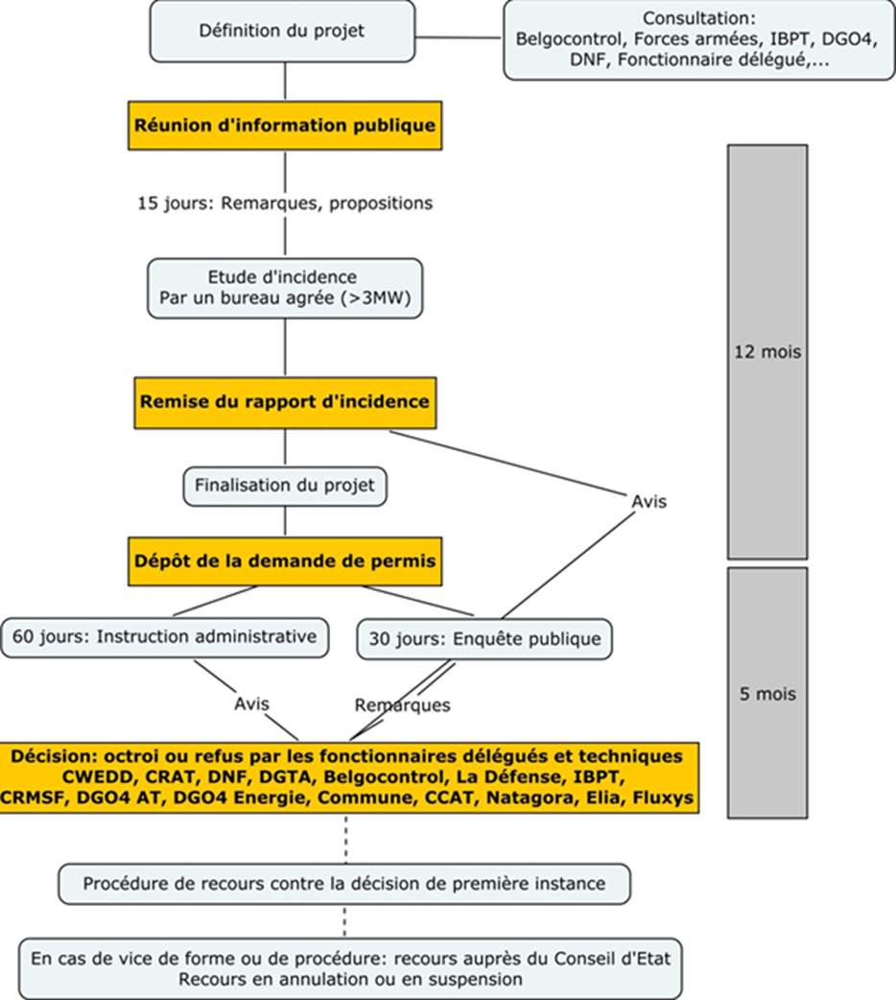 Définition du projet
Consultation:
Belgocontrol, Forces armées, IBPT, DGO4,
DNF, Fonctionnaire délégué,...
Réunion d'information publique
15 jours: Remarques, propositions
Etude d'incidence
Par un bureau agrée (>3MW)
12 mois
Remise du rapport d'incidence
Finalisation du projet
Avis
Dépôt de la demande de permis
60 jours: Instruction administrative
30 jours: Enquête publique
5 mois
Avis
Remarques
Décision: octroi ou refus par les fonctionnaires délégués et techniques
CWEDD, CRAT, DNF, DGTA, Belgocontrol, La Défense, IBPT,
CRMSF, DGO4 AT, DGO4 Energie, Commune, CCAT, Natagora, Elia, Fluxys
Procédure de recours contre la décision de première instance
En cas de vice de forme ou de procédure: recours auprès du Conseil d'Etat
Recours en annulation ou en suspension